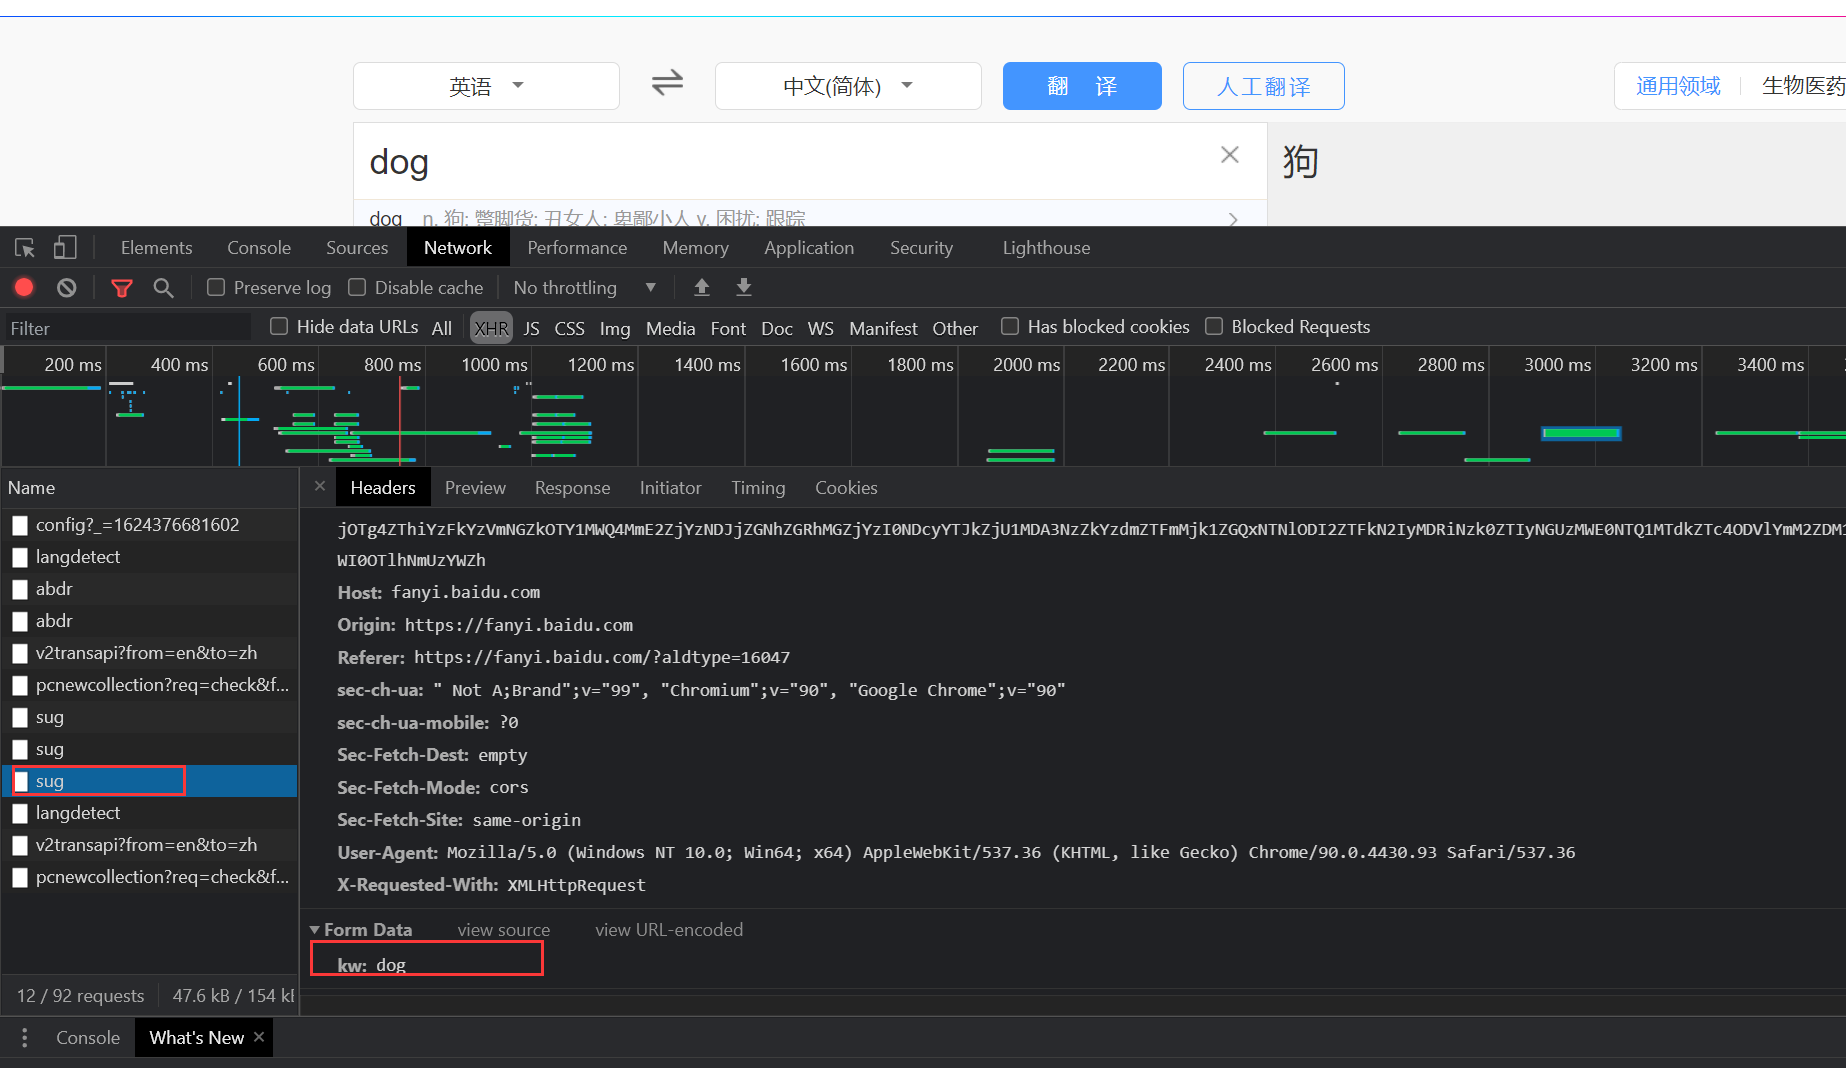 英语
中文(简体)
翻 译
人工翻译
通用领域
生物医药
dog
狗
dog n. 狗; 蹩脚货; 丑女人; 卑鄙小人 v. 困扰; 跟踪
Elements Console Sources Network Performance Memory Application Security Lighthouse
Preserve log Disable cache No throttling
Filter Hide data URLs All XHR JS CSS Img Media Font Doc WS Manifest Other Has blocked cookies Blocked Requests
200 ms 400 ms 600 ms 800 ms 1000 ms 1200 ms 1400 ms 1600 ms 1800 ms 2000 ms 2200 ms 2400 ms 2600 ms 2800 ms 3000 ms 3200 ms 3400 ms
Name
config?_=1624376681602
langdetect
abdr
abdr
v2transapi?from=en&to=zh
pcnewcollection?req=check&f...
sug
sug
sug
langdetect
v2transapi?from=en&to=zh
pcnewcollection?req=check&f...
12 / 92 requests 47.6 kB / 154 k
Headers Preview Response Initiator Timing Cookies
WI0OTlhNmUzYWZh
Host: fanyi.baidu.com
Origin: https://fanyi.baidu.com
Referer: https://fanyi.baidu.com/?aldtype=16047
sec-ch-ua: " Not A;Brand";v="99", "Chromium";v="90", "Google Chrome";v="90"
sec-ch-ua-mobile: ?0
Sec-Fetch-Dest: empty
Sec-Fetch-Mode: cors
Sec-Fetch-Site: same-origin
User-Agent: Mozilla/5.0 (Windows NT 10.0; Win64; x64) AppleWebKit/537.36 (KHTML, like Gecko) Chrome/90.0.4430.93 Safari/537.36
X-Requested-With: XMLHttpRequest
Form Data view source view URL-encoded
kw: dog
Console What's New